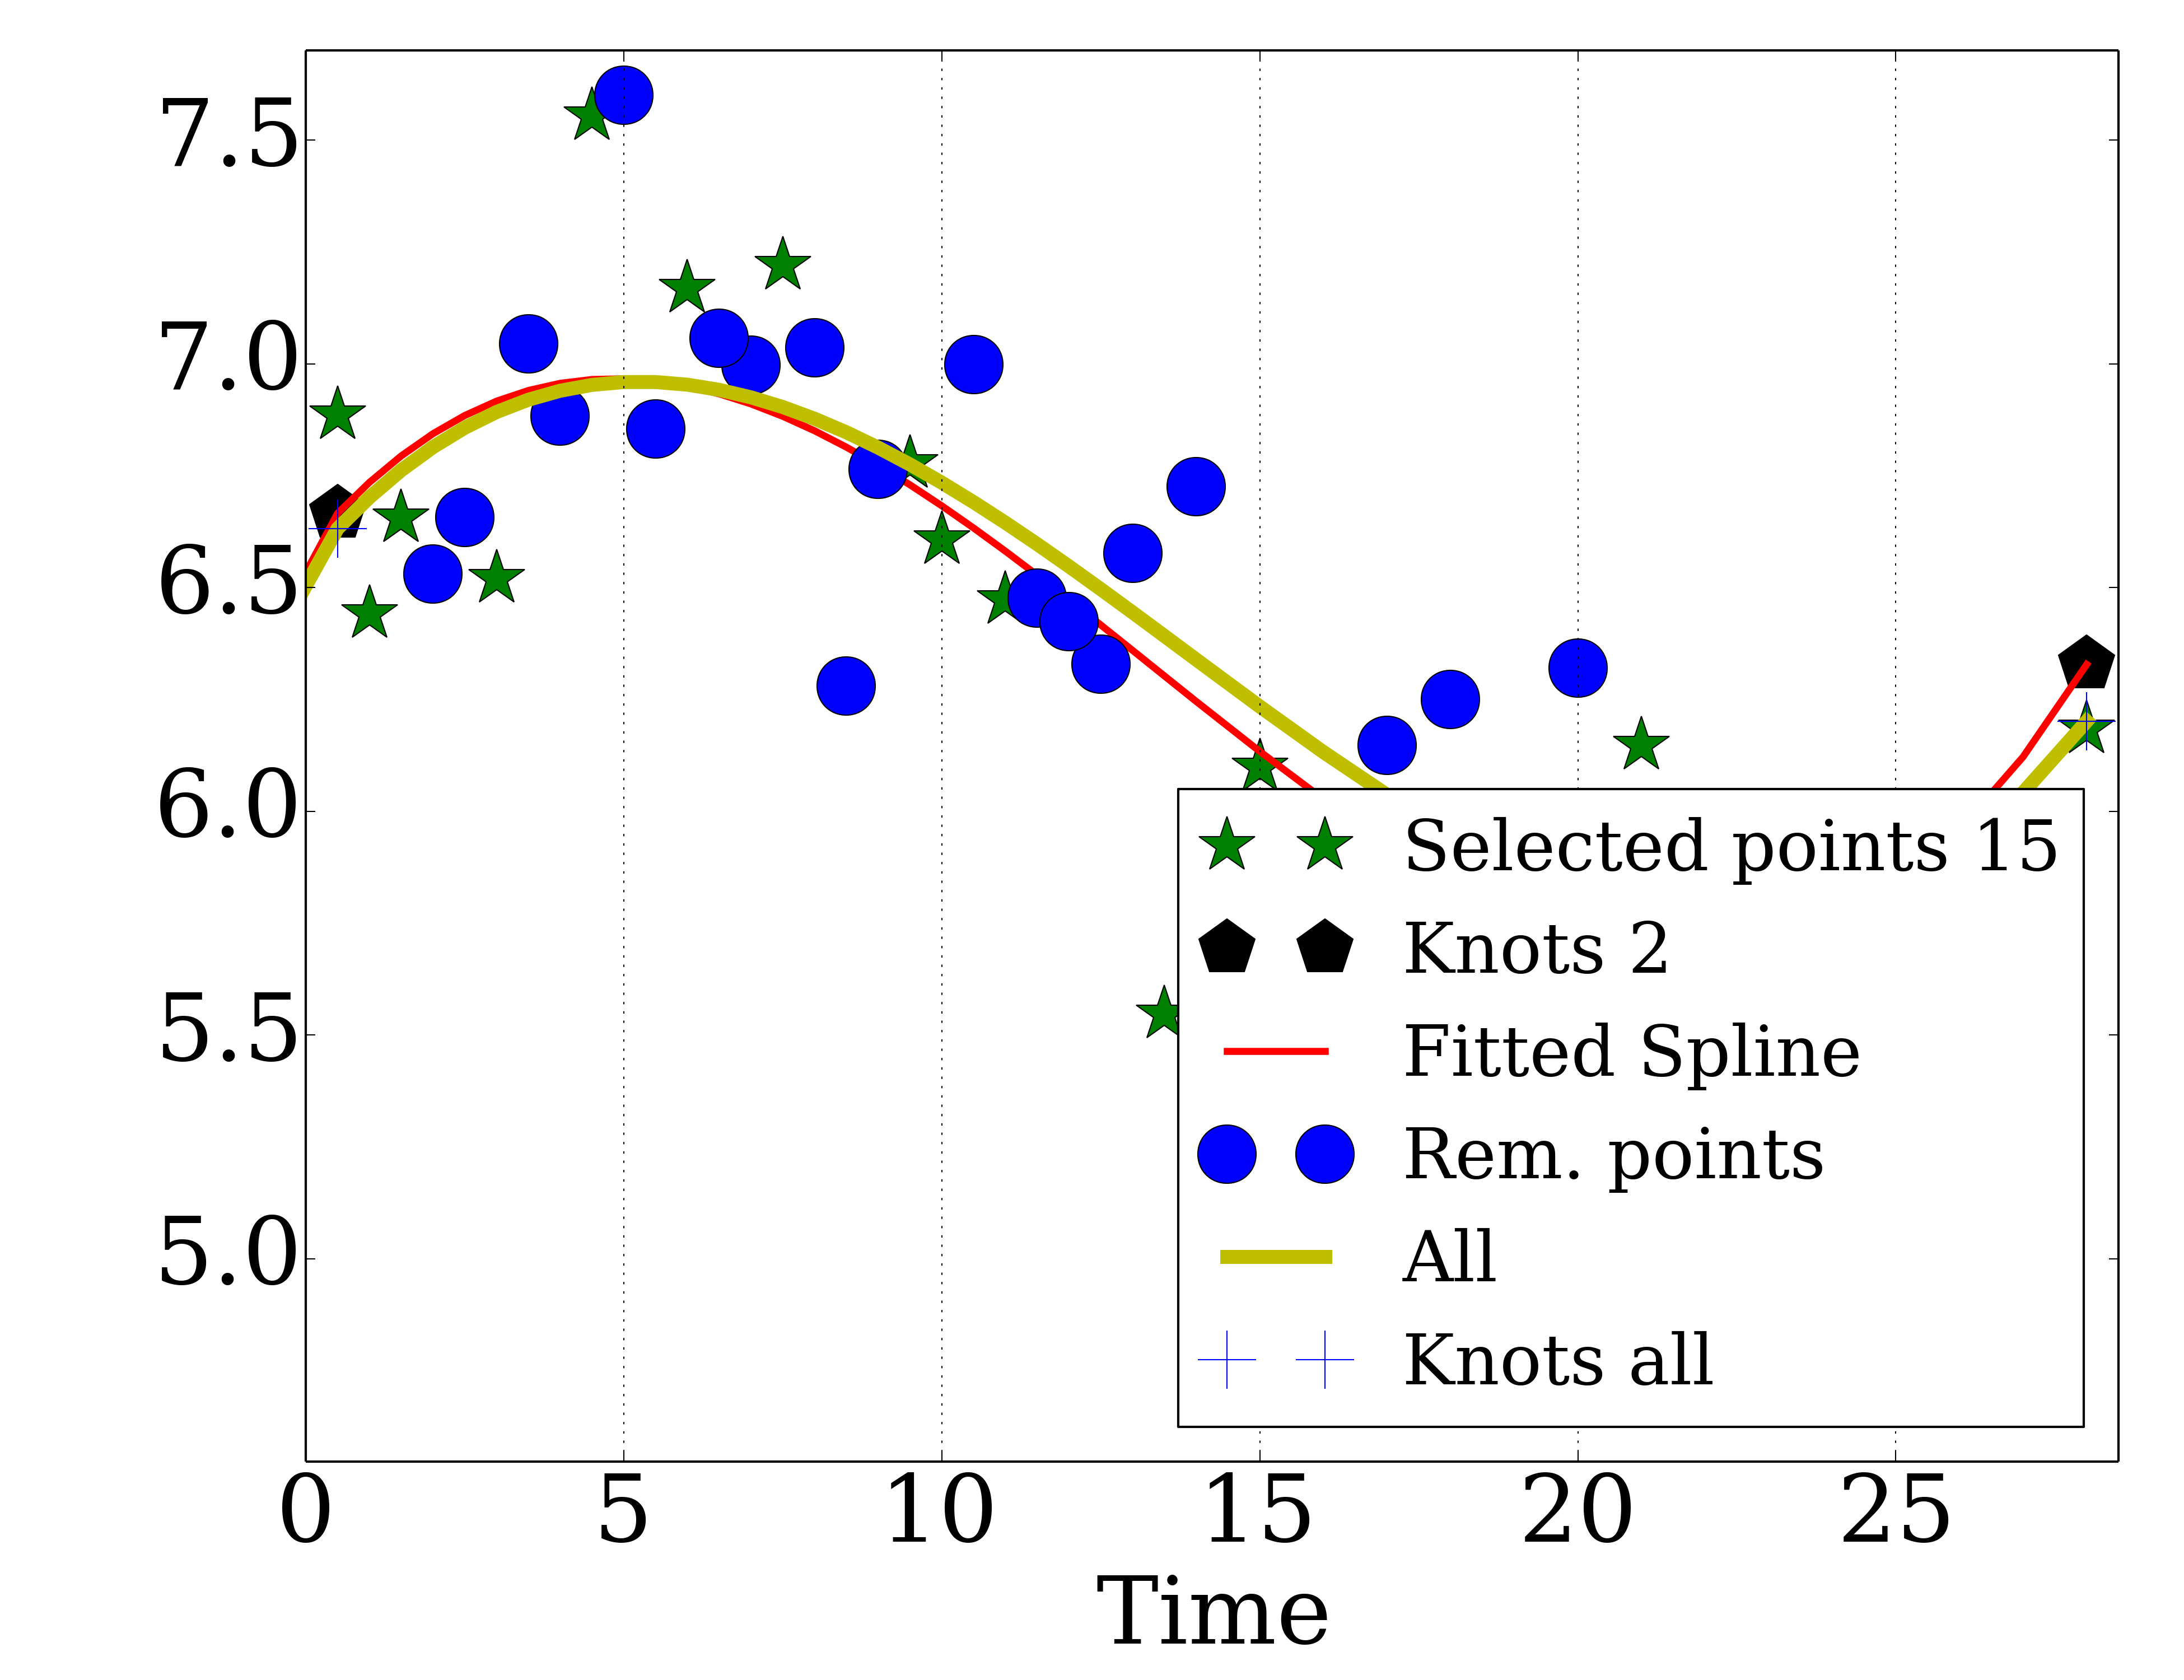 7.5
7.0
6.5
6.0
5.5
5.0
Selected points 15
Knots 2
Fitted Spline
Rem. points
All
Knots all
0 5 10 15 20 25
Time